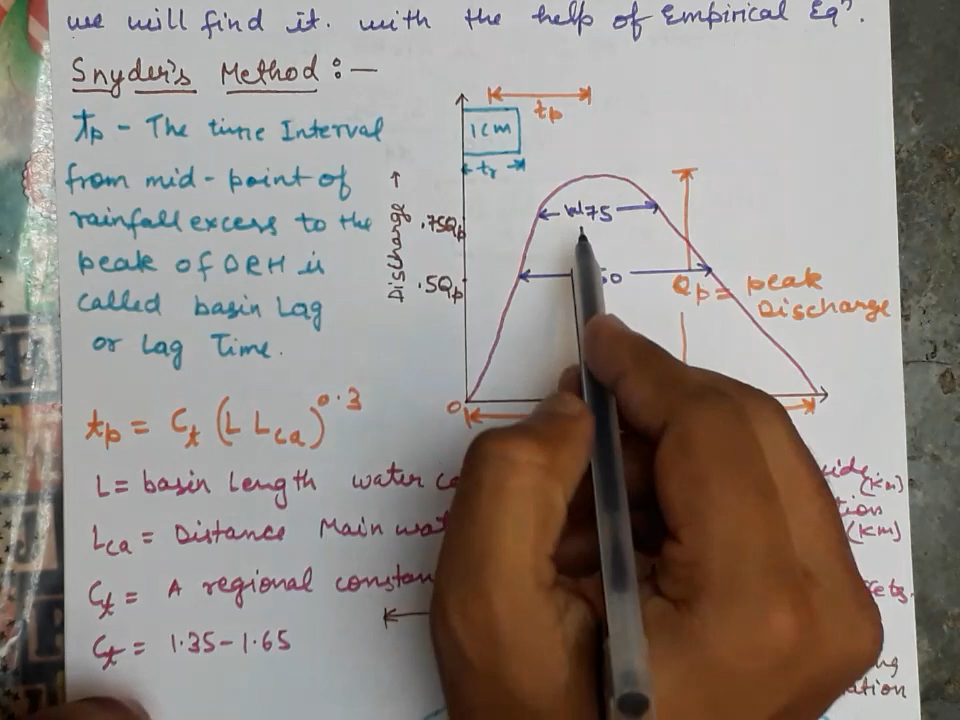 we will find it. with the help of Empirical Eqn.
Snyder's Method :-
tp - The time Interval
from mid-point of
rainfall excess to the
peak of DRH is
called basin Lag
or Lag Time.
tp
1cm
tr
Discharge →
.75Qp
W75
.5Qp
50
Qp = peak
Discharge
0
tp = Ct (L Lca)^0.3
L = basin Length water
(Km)
Lca = Distance Main
(Km)
Ct = A regional
Ct = 1.35-1.65